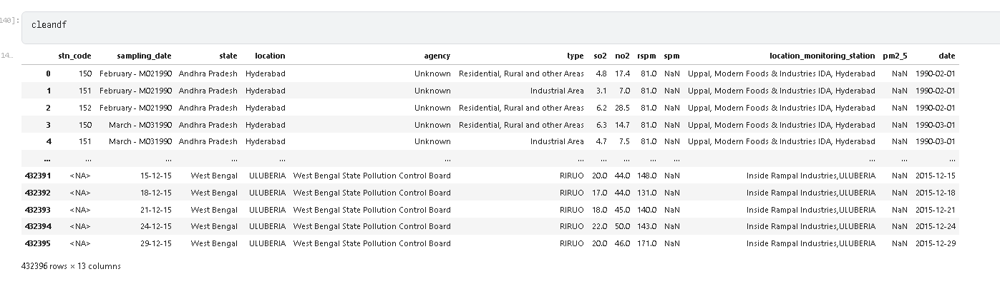 140]:
cleandf
14...
stn_code sampling_date state location agency type so2 no2 rspm spm location_monitoring_station pm2_5 date
0 150 February - M021990 Andhra Pradesh Hyderabad Unknown Residential, Rural and other Areas 4.8 17.4 81.0 NaN Uppal, Modern Foods & Industries IDA, Hyderabad NaN 1990-02-01
1 151 February - M021990 Andhra Pradesh Hyderabad Unknown Industrial Area 3.1 7.0 81.0 NaN Uppal, Modern Foods & Industries IDA, Hyderabad NaN 1990-02-01
2 152 February - M021990 Andhra Pradesh Hyderabad Unknown Residential, Rural and other Areas 6.2 28.5 81.0 NaN Uppal, Modern Foods & Industries IDA, Hyderabad NaN 1990-02-01
3 150 March - M031990 Andhra Pradesh Hyderabad Unknown Residential, Rural and other Areas 6.3 14.7 81.0 NaN Uppal, Modern Foods & Industries IDA, Hyderabad NaN 1990-03-01
4 151 March - M031990 Andhra Pradesh Hyderabad Unknown Industrial Area 4.7 7.5 81.0 NaN Uppal, Modern Foods & Industries IDA, Hyderabad NaN 1990-03-01
... ... ... ... ... ... ... ... ... ... ... ... ... ...
432391 <NA> 15-12-15 West Bengal ULUBERIA West Bengal State Pollution Control Board RIRUO 20.0 44.0 148.0 NaN Inside Rampal Industries,ULUBERIA NaN 2015-12-15
432392 <NA> 18-12-15 West Bengal ULUBERIA West Bengal State Pollution Control Board RIRUO 17.0 44.0 131.0 NaN Inside Rampal Industries,ULUBERIA NaN 2015-12-18
432393 <NA> 21-12-15 West Bengal ULUBERIA West Bengal State Pollution Control Board RIRUO 18.0 45.0 140.0 NaN Inside Rampal Industries,ULUBERIA NaN 2015-12-21
432394 <NA> 24-12-15 West Bengal ULUBERIA West Bengal State Pollution Control Board RIRUO 22.0 50.0 143.0 NaN Inside Rampal Industries,ULUBERIA NaN 2015-12-24
432395 <NA> 29-12-15 West Bengal ULUBERIA West Bengal State Pollution Control Board RIRUO 20.0 46.0 171.0 NaN Inside Rampal Industries,ULUBERIA NaN 2015-12-29
432396 rows × 13 columns